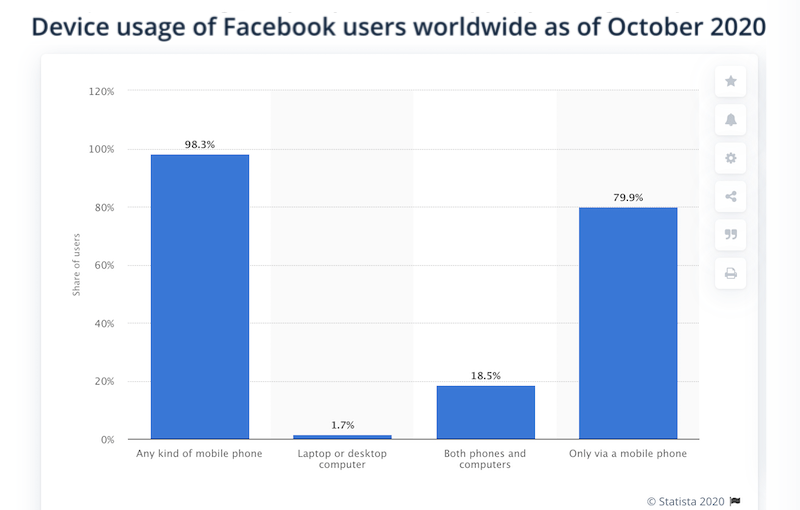 Device usage of Facebook users worldwide as of October 2020
120%
100%
80%
60%
40%
20%
0%
Share of users
98.3%
1.7%
18.5%
79.9%
Any kind of mobile phone
Laptop or desktop
computer
Both phones and
computers
Only via a mobile phone
© Statista 2020